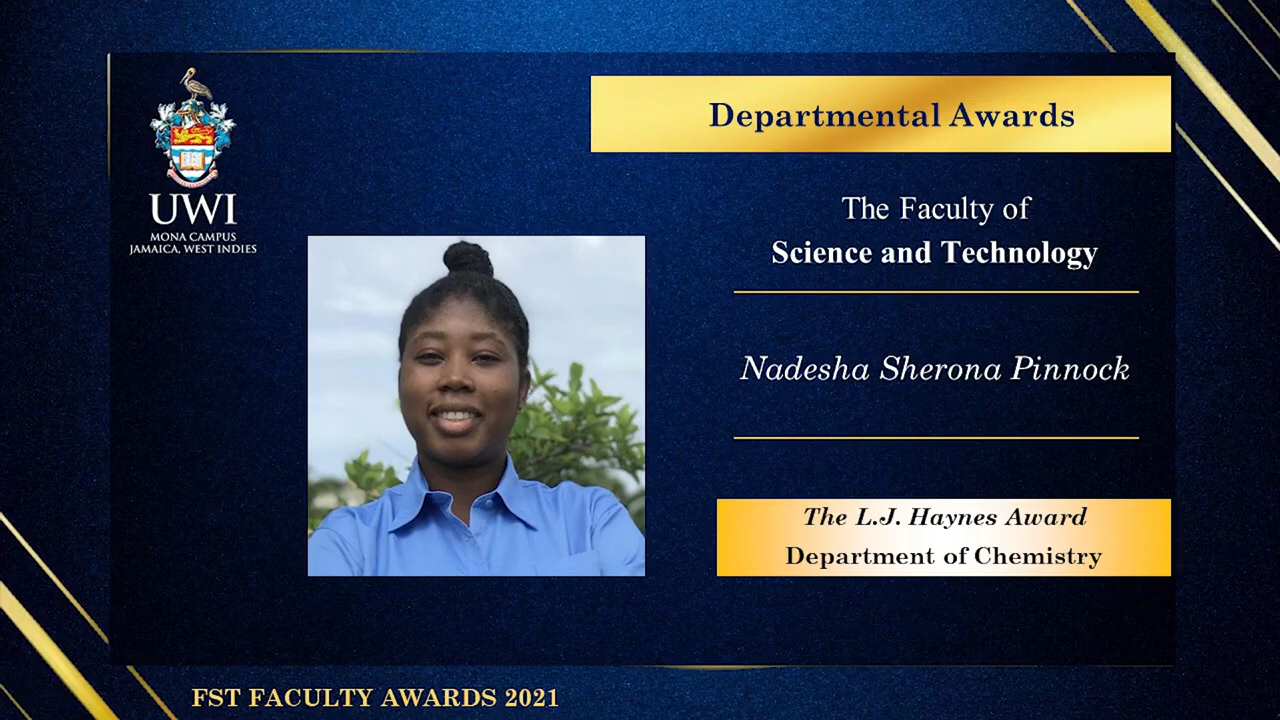 UWI
MONA CAMPUS
JAMAICA, WEST INDIES
Departmental Awards
The Faculty of
Science and Technology
Nadesha Sherona Pinnock
The L.J. Haynes Award
Department of Chemistry
FST FACULTY AWARDS 2021